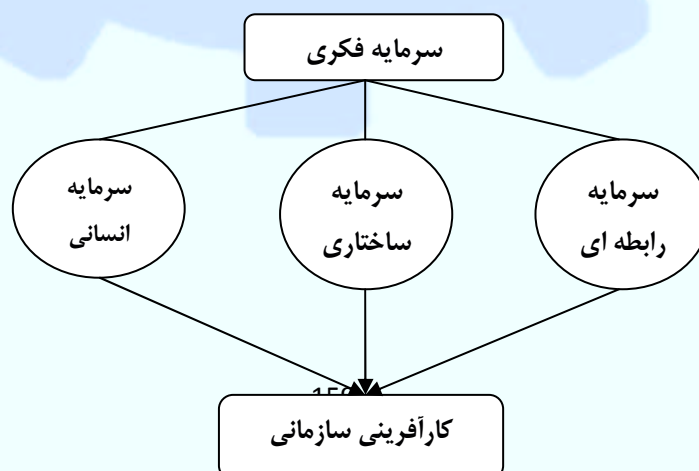 سرمایه فکری
سرمایه
رابطه ای
سرمایه
ساختاری
سرمایه
انسانی
کارآفرینی سازمانی